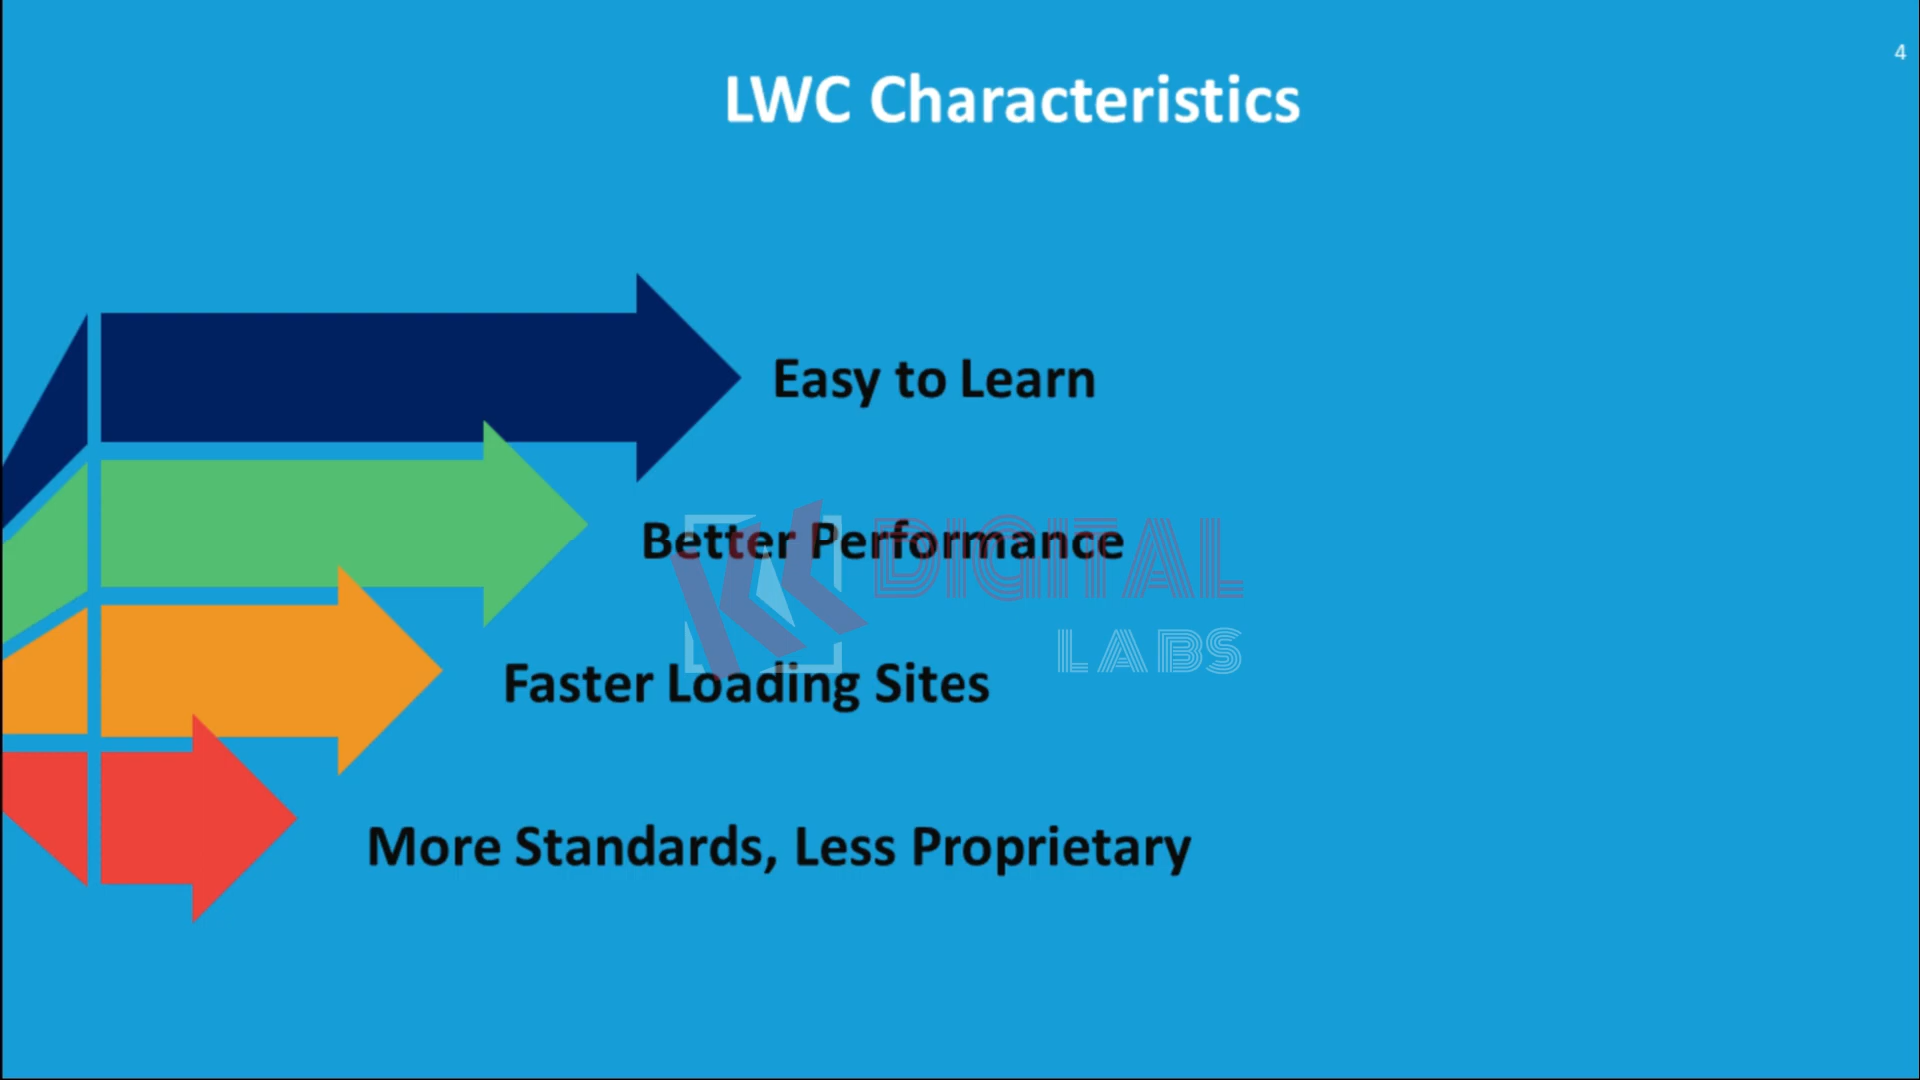 4
LWC Characteristics
Easy to Learn
Better Performance
DIGITAL
LABS
Faster Loading Sites
More Standards, Less Proprietary